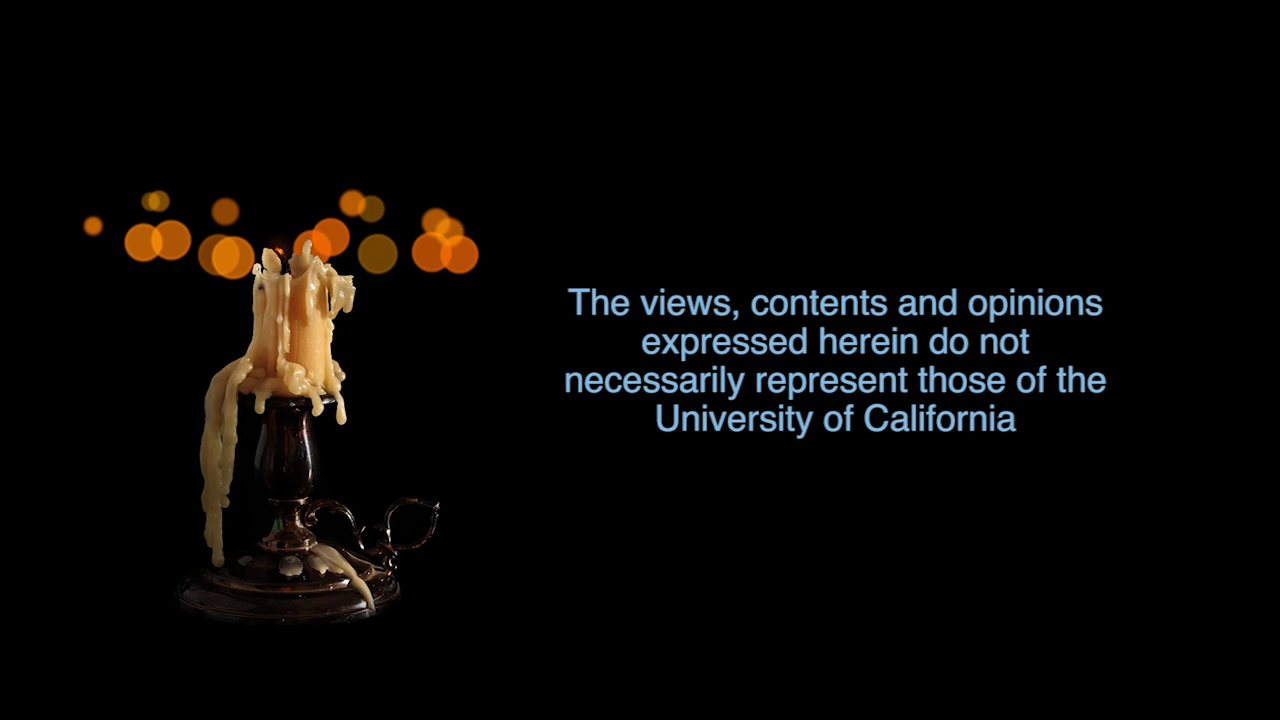 The views, contents and opinions
expressed herein do not
necessarily represent those of the
University of California